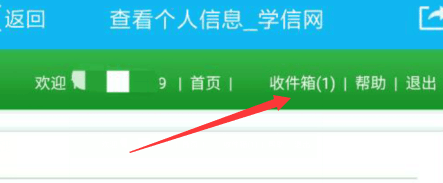 返回 查看个人信息_学信网
欢迎 9 | 首页 | 收件箱(1) | 帮助 | 退出